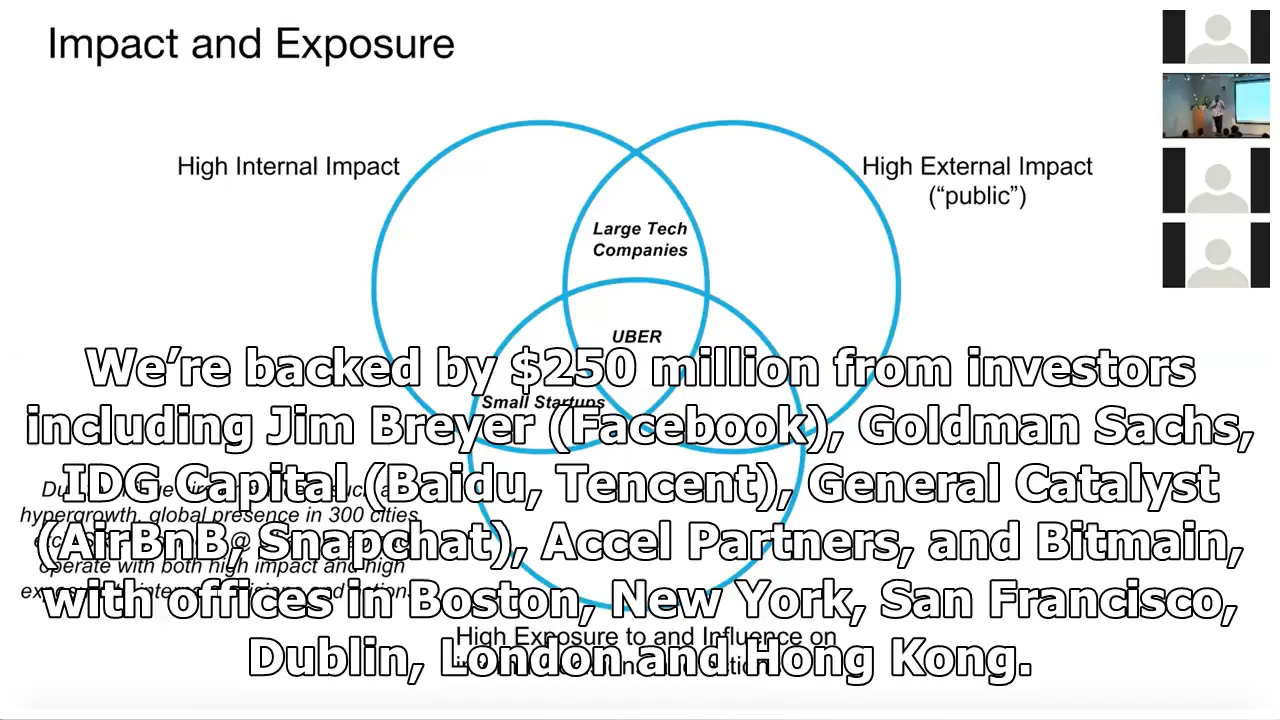 Impact and Exposure
High Internal Impact
High External Impact
(“public”)
Large Tech
Companies
UBER
Small Startups
We’re backed by $250 million from investors
including Jim Breyer (Facebook), Goldman Sachs,
IDG Capital (Baidu, Tencent), General Catalyst
(AirBnB, Snapchat), Accel Partners, and Bitmain,
with offices in Boston, New York, San Francisco,
Dublin, London and Hong Kong.
hypergrowth, global presence in 300 cities
operate with both high impact and high
High Exposure to and Influence on